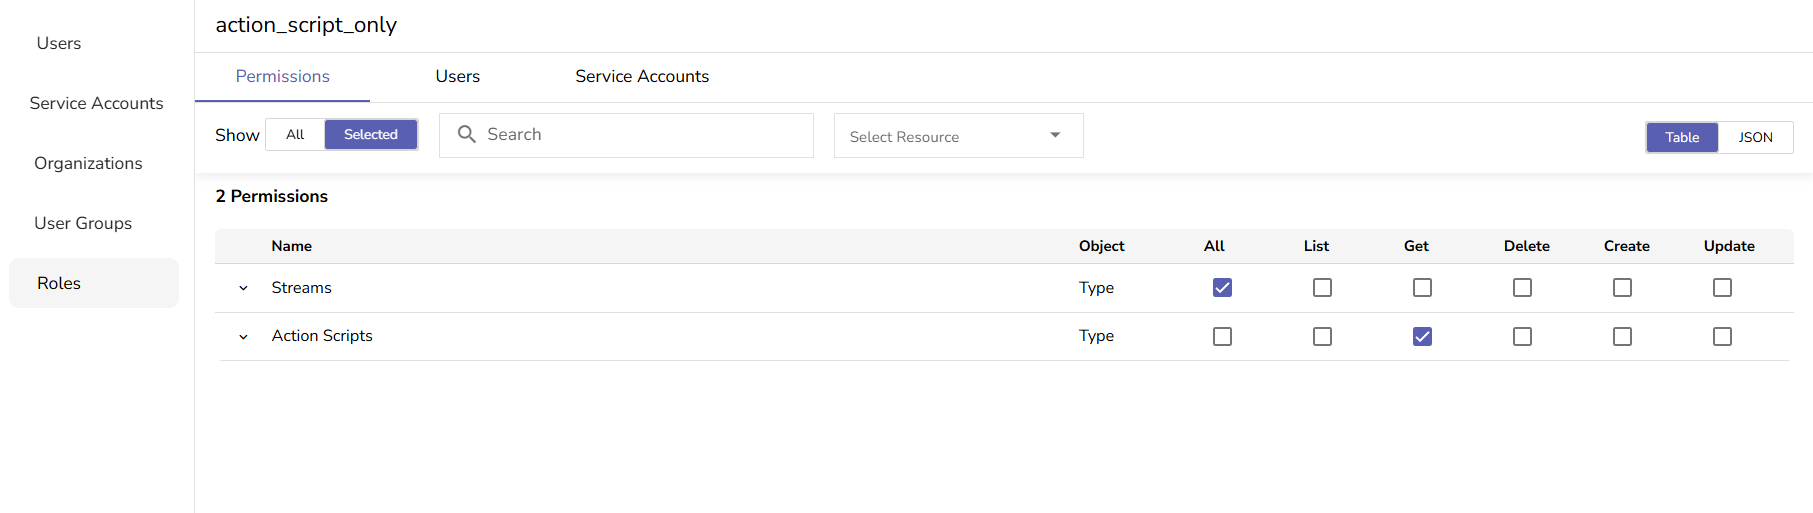 Users
Service Accounts
Organizations
User Groups
Roles
action_script_only
Permissions Users Service Accounts
Show All Selected Search Select Resource Table JSON
2 Permissions
Name Object All List Get Delete Create Update
Streams Type
Action Scripts Type